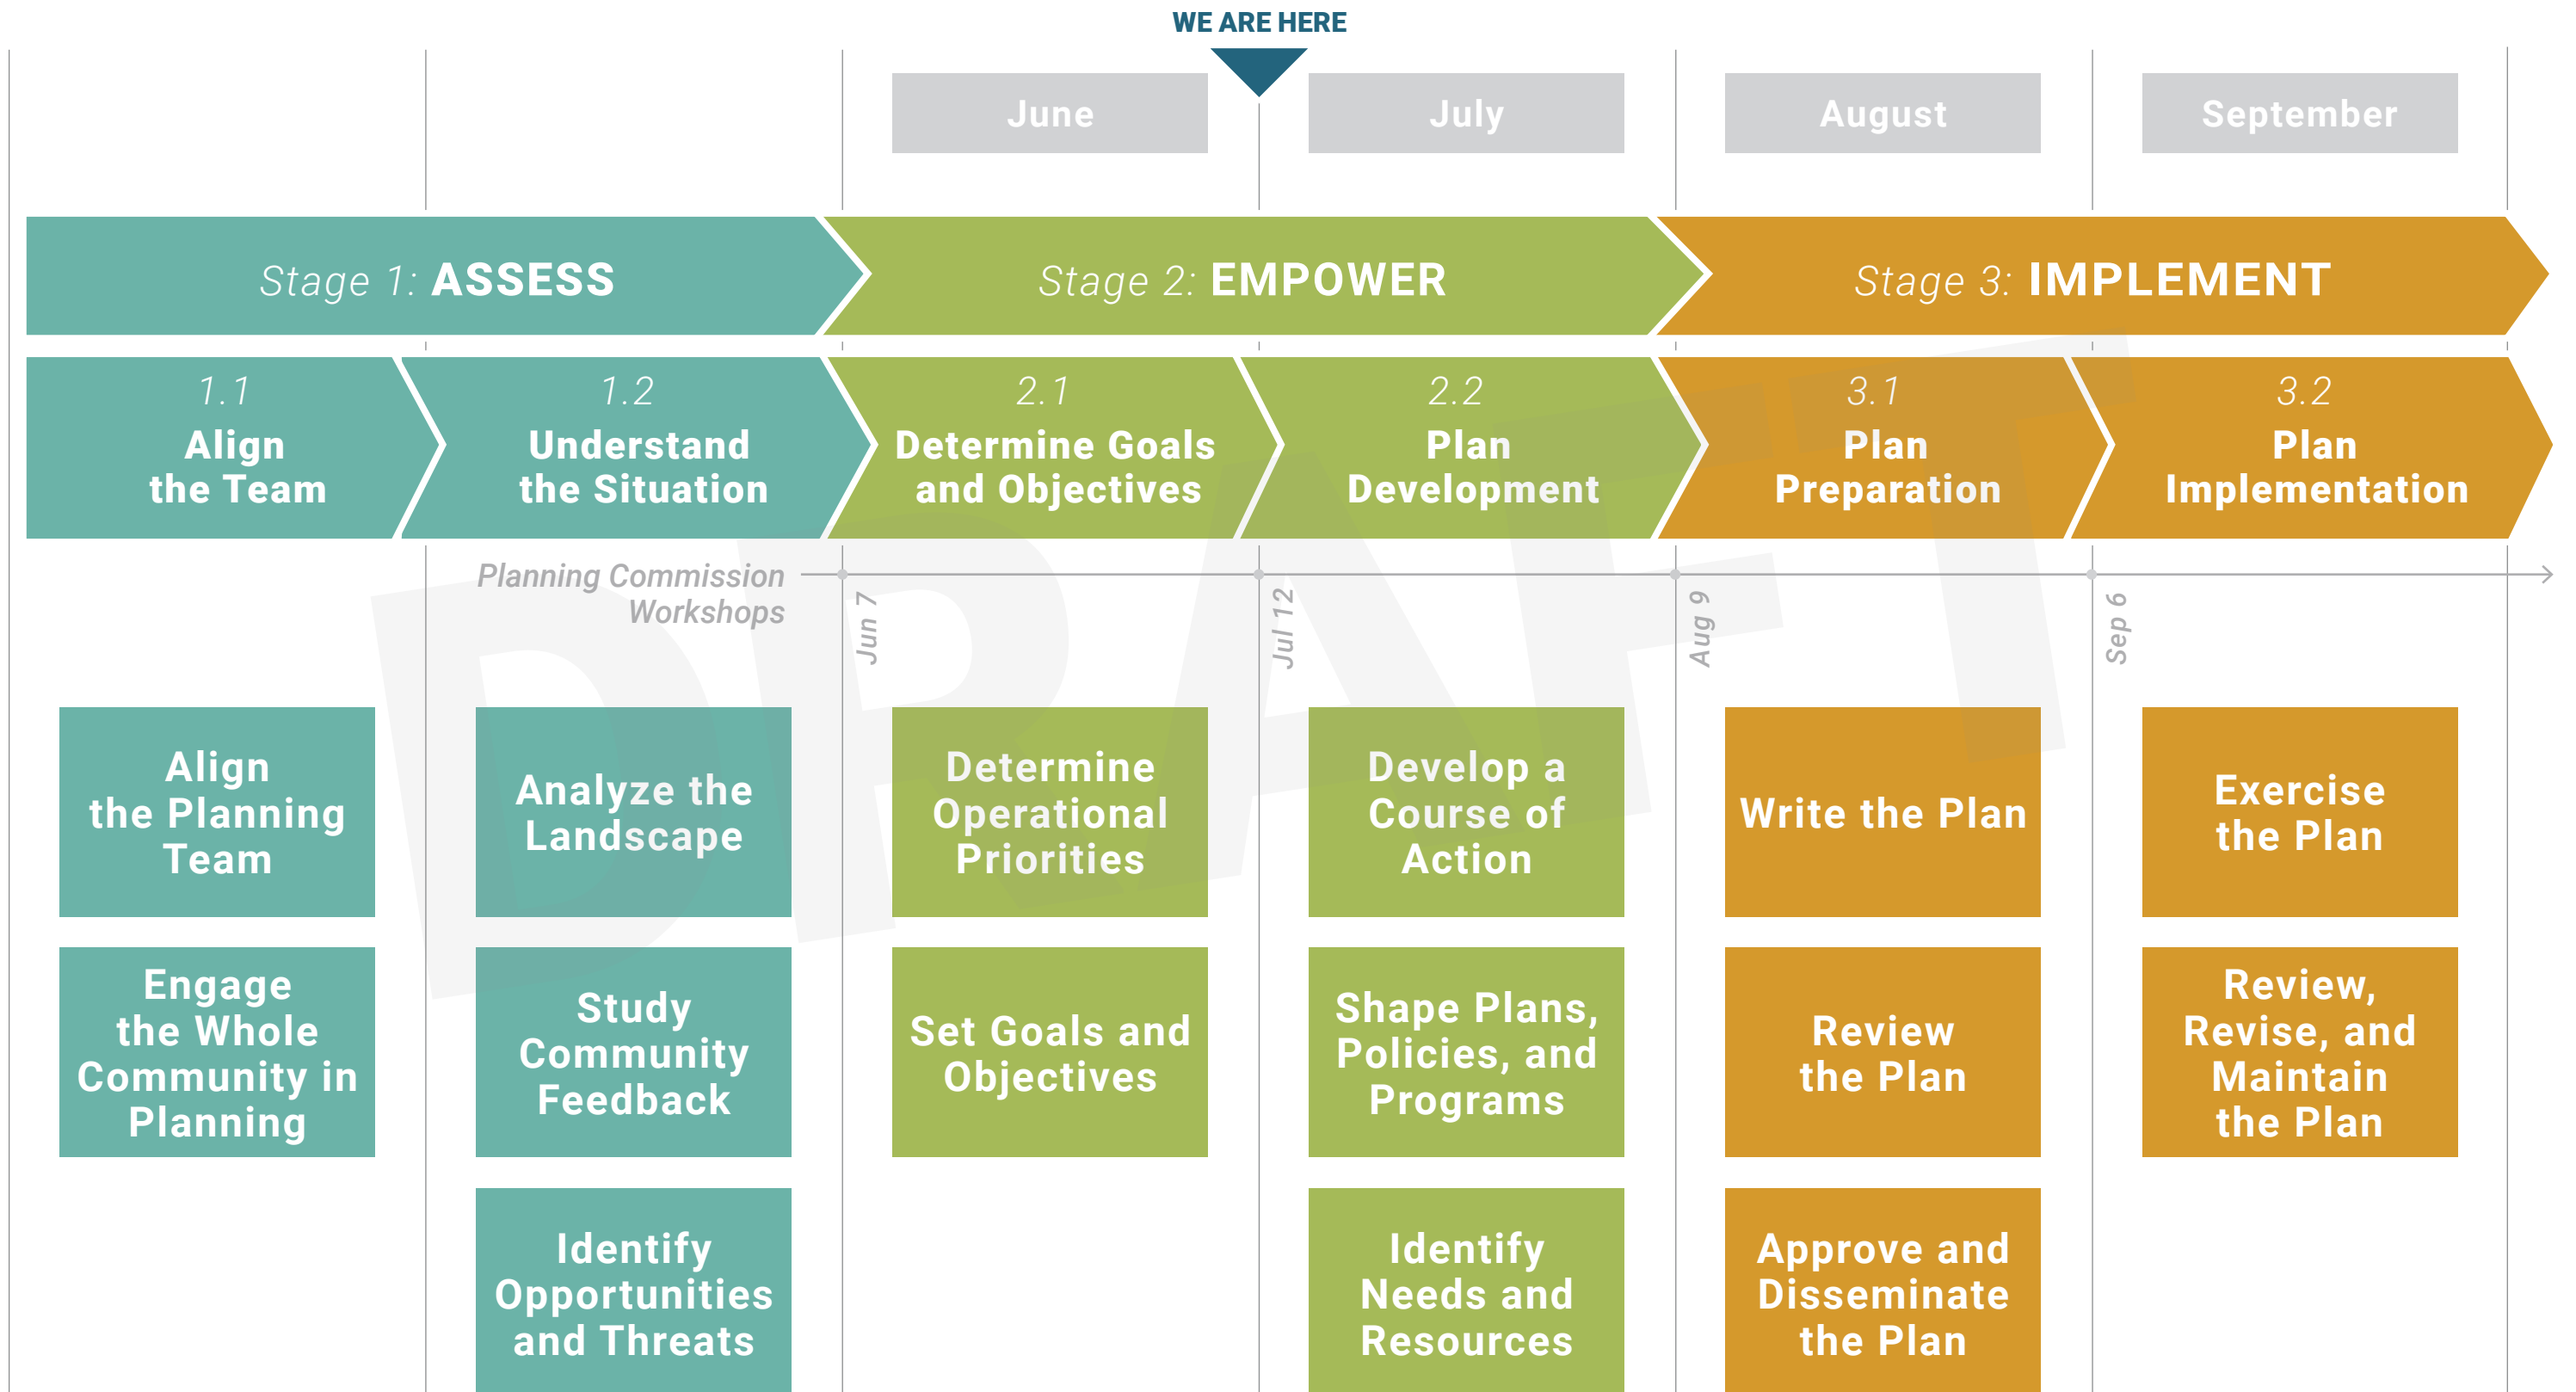 WE ARE HERE
June
July
August
September
Stage 1: ASSESS
Stage 2: EMPOWER
Stage 3: IMPLEMENT
1.1
Align
the Team
1.2
Understand
the Situation
2.1
Determine Goals
and Objectives
2.2
Plan
Development
3.1
Plan
Preparation
3.2
Plan
Implementation
Planning Commission
Workshops
Jun 7
Jul 12
Aug 9
Sep 6
DRAFT
Align
the Planning
Team
Engage
the Whole
Community in
Planning
Analyze the
Landscape
Study
Community
Feedback
Identify
Opportunities
and Threats
Determine
Operational
Priorities
Set Goals and
Objectives
Develop a
Course of
Action
Shape Plans,
Policies, and
Programs
Identify
Needs and
Resources
Write the Plan
Review
the Plan
Approve and
Disseminate
the Plan
Exercise
the Plan
Review,
Revise, and
Maintain
the Plan